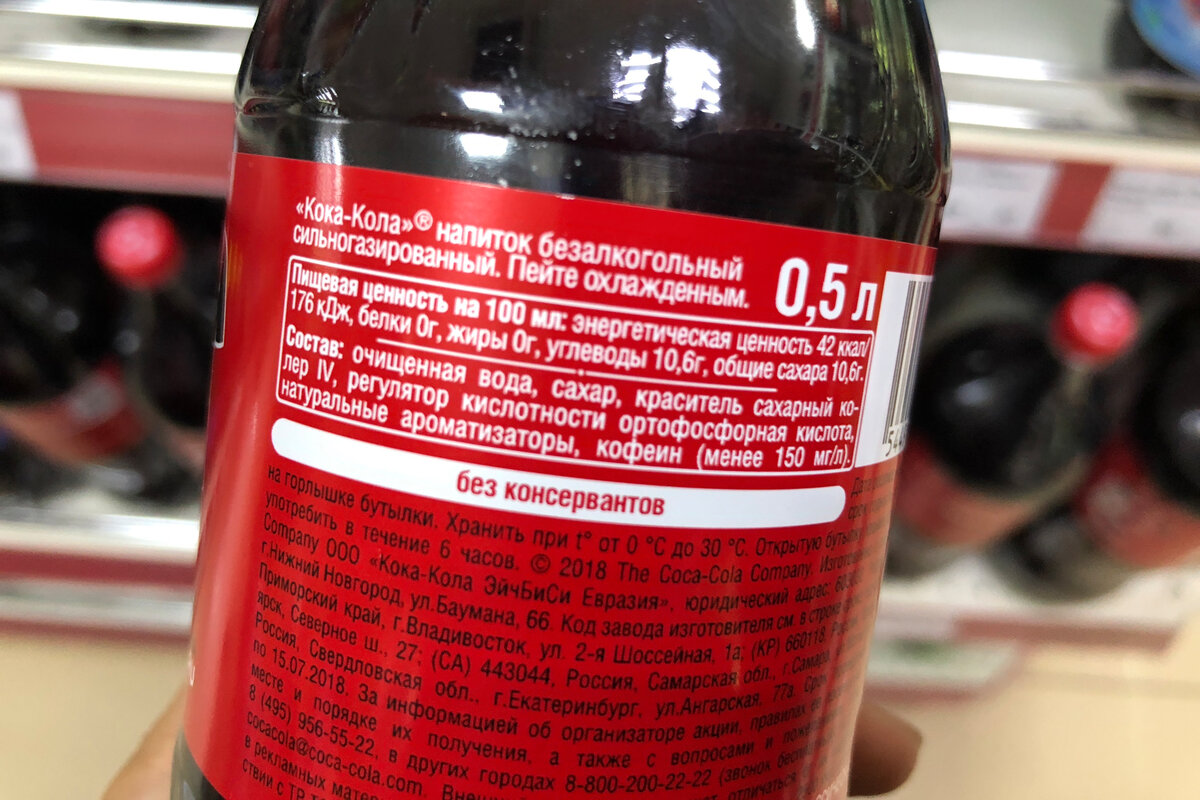 «Кока-Кола»® напиток безалкогольный
сильногазированный. Пейте охлажденным.
0,5 л
Пищевая ценность на 100 мл: энергетическая ценность 42 ккал/
176 кДж, белки 0г, жиры 0г, углеводы 10,6г, общие сахара 10,6г.
Состав: очищенная вода, сахар, краситель сахарный ко-
лер IV, регулятор кислотности ортофосфорная кислота,
натуральные ароматизаторы, кофеин (менее 150 мг/л).
без консервантов
на горлышке бутылки. Хранить при t° от 0 °C до 30 °C. Открытую
употребить в течение 6 часов. © 2018 The Coca-Cola Company.
Company ООО «Кока-Кола ЭйчБиСи Евразия», юридический адрес:
г.Нижний Новгород, ул.Баумана, 66. Код завода изготовителя см. в строке
Приморский край, г.Владивосток, ул. 2-я Шоссейная, 1а; (КР) 660118,
ярск, Северное ш., 27; (СА) 443044, Россия, Самарская обл., г.Самара,
Россия, Свердловская обл., г.Екатеринбург, ул.Ангарская, 77а.
по 15.07.2018. За информацией об организаторе акции, правилах
месте и порядке их получения, а также с вопросами и
8 (495) 956-55-22, в других городах 8-800-200-22-22 (звонок
cocacola@coca-cola.com.
в рекламных
ствии с ТР